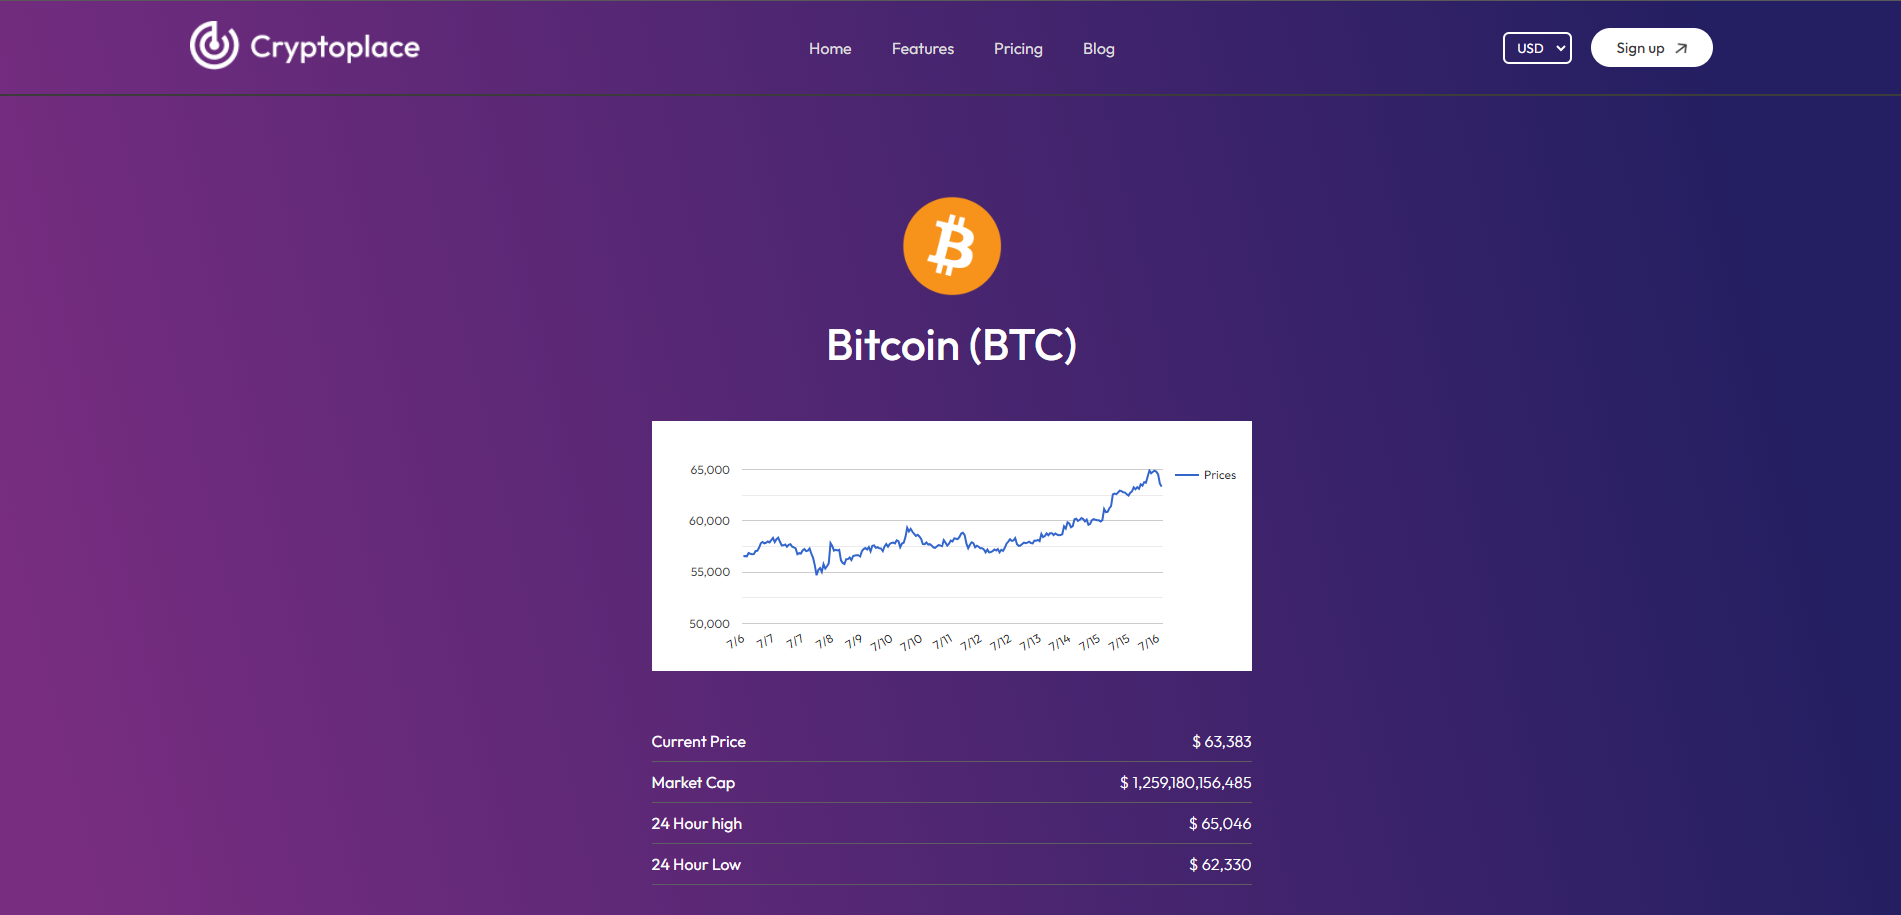 Cryptoplace
Home Features Pricing Blog
USD
Sign up
Bitcoin (BTC)
65,000
60,000
55,000
50,000
Prices
7/6 7/7 7/7 7/8 7/9 7/10 7/10 7/11 7/12 7/12 7/13 7/14 7/15 7/15 7/16
Current Price $ 63,383
Market Cap $ 1,259,180,156,485
24 Hour high $ 65,046
24 Hour Low $ 62,330